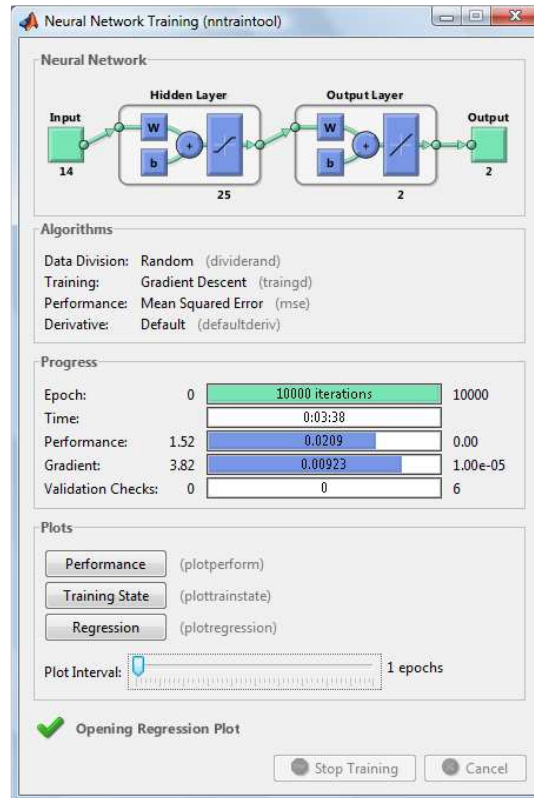 Neural Network Training (nntraintool)
Neural Network
Hidden Layer
Output Layer
Input
Output
W
W
+
+
b
b
14
25
2
2
Algorithms
Data Division: Random (dividerand)
Training: Gradient Descent (traingd)
Performance: Mean Squared Error (mse)
Derivative: Default (defaultderiv)
Progress
Epoch: 0 10000 iterations 10000
Time: 0:03:38
Performance: 1.52 0.0209 0.00
Gradient: 3.82 0.00923 1.00e-05
Validation Checks: 0 0 6
Plots
Performance (plotperform)
Training State (plottrainstate)
Regression (plotregression)
Plot Interval: 1 epochs
Opening Regression Plot
Stop Training Cancel